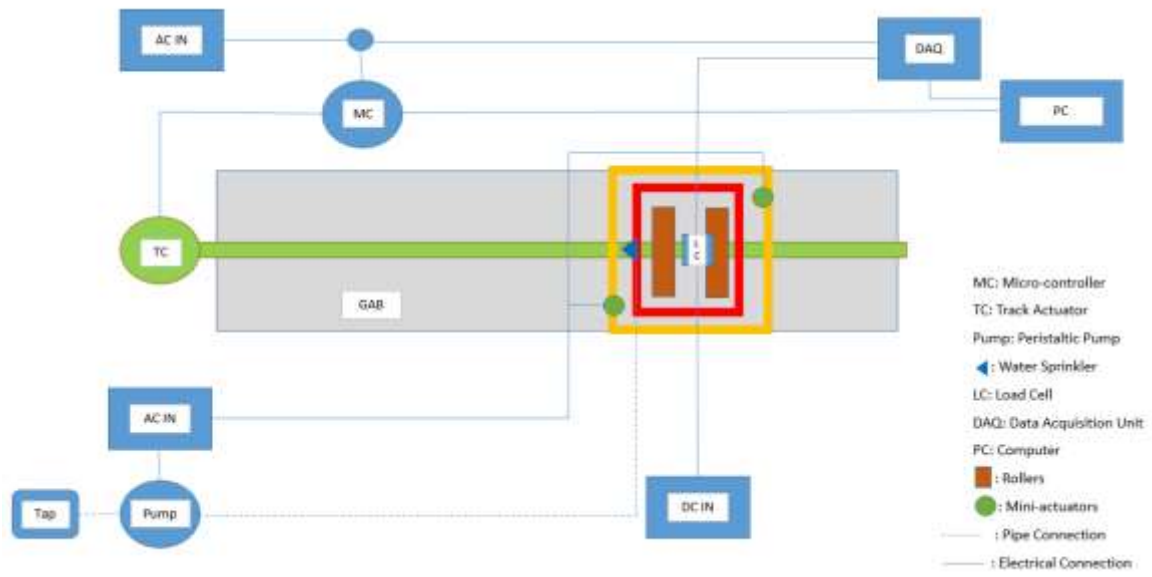 AC IN
DAQ
MC
PC
TC
L
C
GAB
AC IN
Tap
Pump
DC IN
MC: Micro-controller
TC: Track Actuator
Pump: Peristaltic Pump
: Water Sprinkler
LC: Load Cell
DAQ: Data Acquisition Unit
PC: Computer
: Rollers
: Mini-actuators
: Pipe Connection
: Electrical Connection